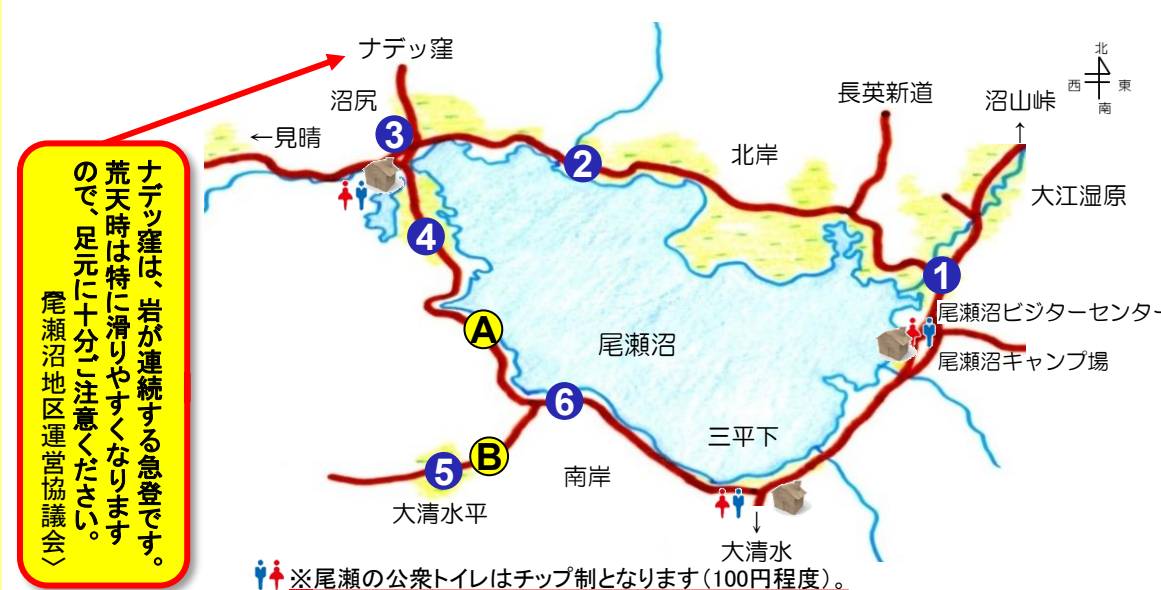 ナデッ窪
沼尻
←見晴
3
2
北岸
長英新道
沼山峠
↑
北
西
東
南
大江湿原
1
尾瀬沼ビジターセンター
尾瀬沼キャンプ場
4
A
尾瀬沼
6
三平下
B
5
南岸
大清水平
↓
大清水
ナデッ窪は、岩が連続する急登です。
荒天時は特に滑りやすくなります
ので、足元に十分ご注意ください。
〈尾瀬沼地区運営協議会〉
※尾瀬の公衆トイレはチップ制となります(100円程度)。